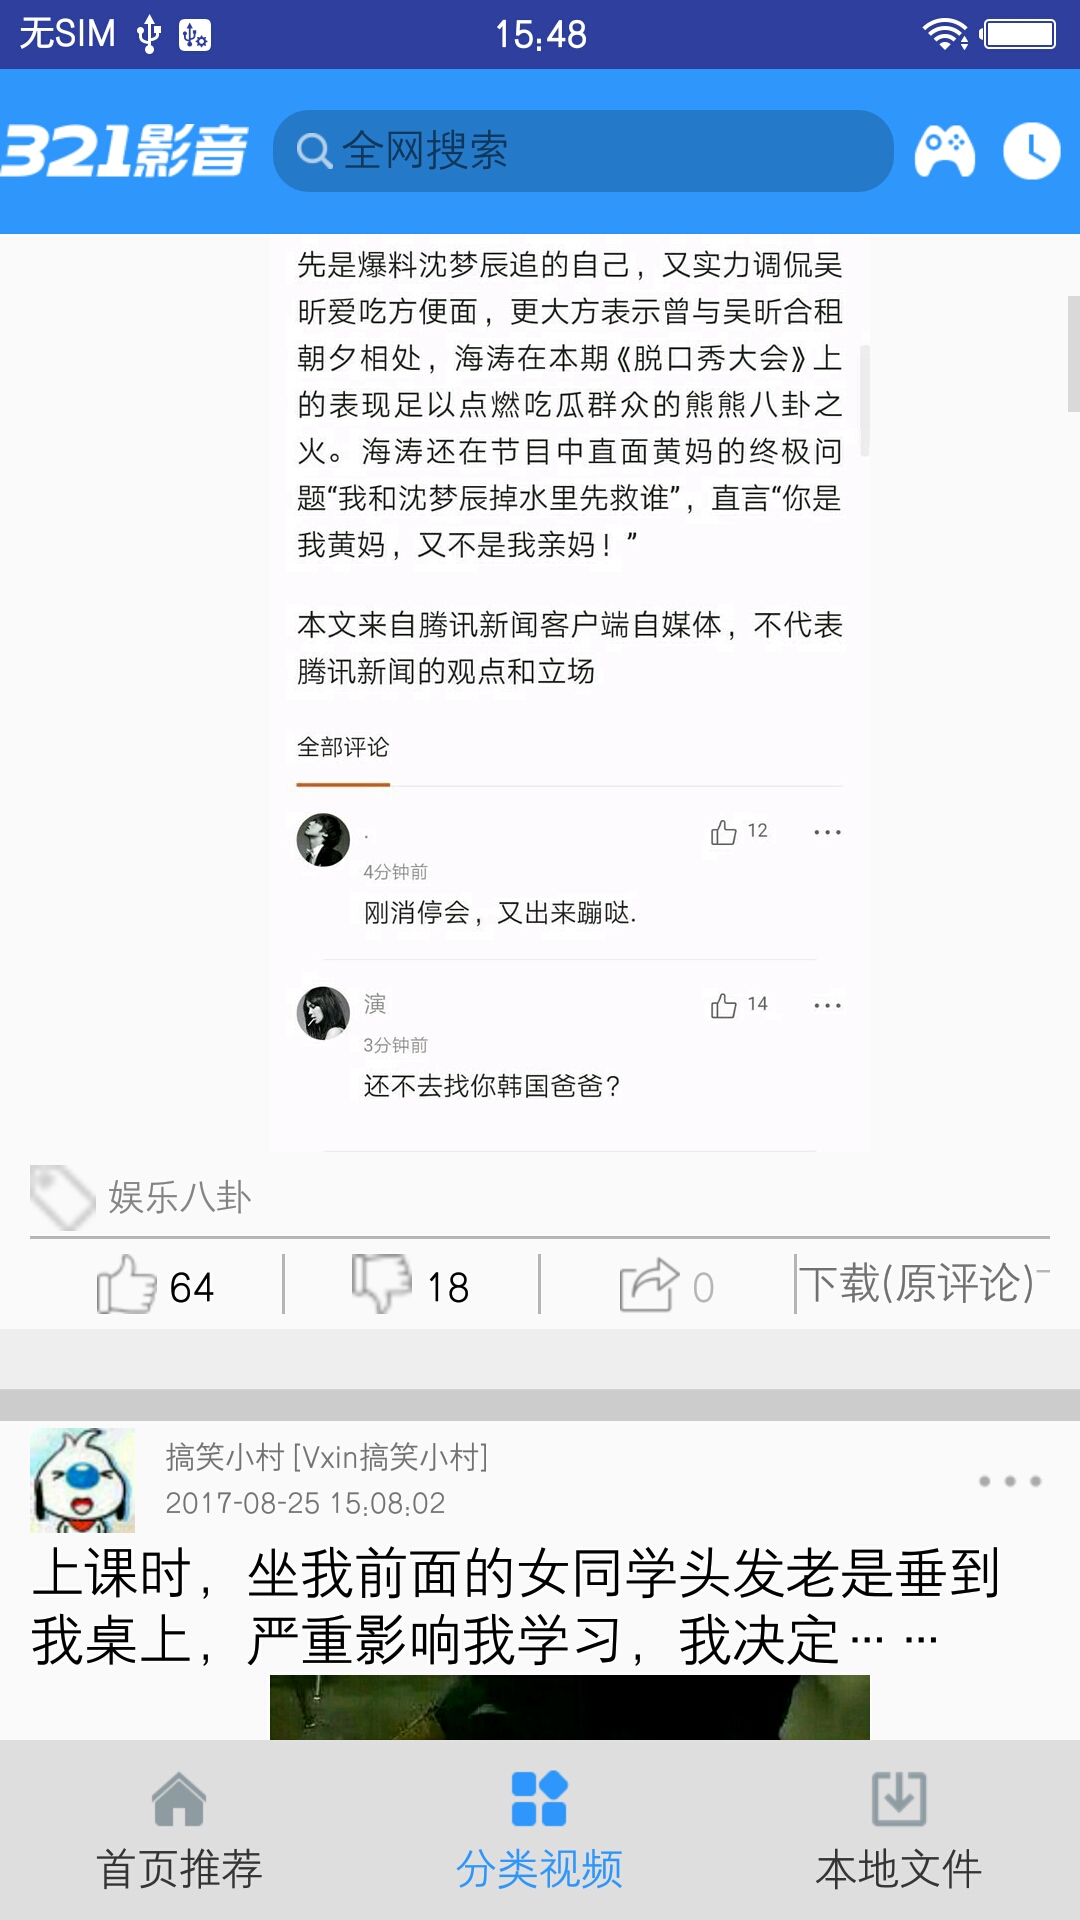 无SIM 15:48
321影音 全网搜索
先是爆料沈梦辰追的自己，又实力调侃吴
昕爱吃方便面，更大方表示曾与吴昕合租
朝夕相处，海涛在本期《脱口秀大会》上
的表现足以点燃吃瓜群众的熊熊八卦之
火。海涛还在节目中直面黄妈的终极问
题“我和沈梦辰掉水里先救谁”，直言“你是
我黄妈，又不是我亲妈！”
本文来自腾讯新闻客户端自媒体，不代表
腾讯新闻的观点和立场
全部评论
. 12 ...
4分钟前
刚消停会，又出来蹦哒.
演 14 ...
3分钟前
还不去找你韩国爸爸?
娱乐八卦
64 18 0 下载(原评论)
搞笑小村 [Vxin搞笑小村]
2017-08-25 15:08:02
上课时，坐我前面的女同学头发老是垂到
我桌上，严重影响我学习，我决定……
首页推荐 分类视频 本地文件